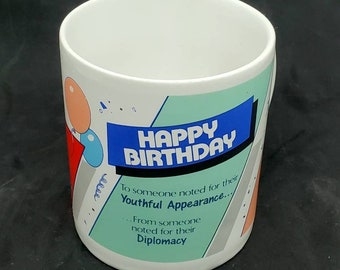 HAPPY
BIRTHDAY
To someone noted for their
Youthful Appearance...
...From someone
noted for their
Diplomacy